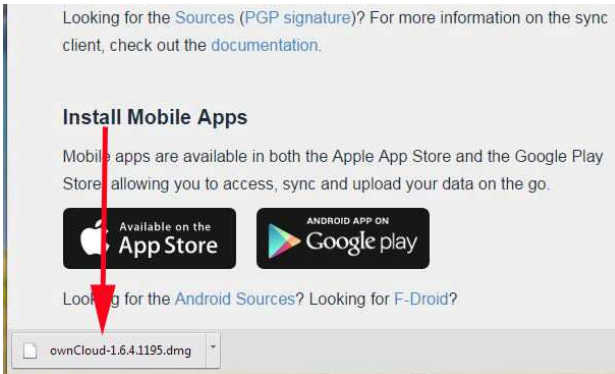 Looking for the Sources (PGP signature)? For more information on the sync
client, check out the documentation.
Install Mobile Apps
Mobile apps are available in both the Apple App Store and the Google Play
Store, allowing you to access, sync and upload your data on the go.
Available on the
App Store
ANDROID APP ON
Google play
Looking for the Android Sources? Looking for F-Droid?
ownCloud-1.6.4.1195.dmg